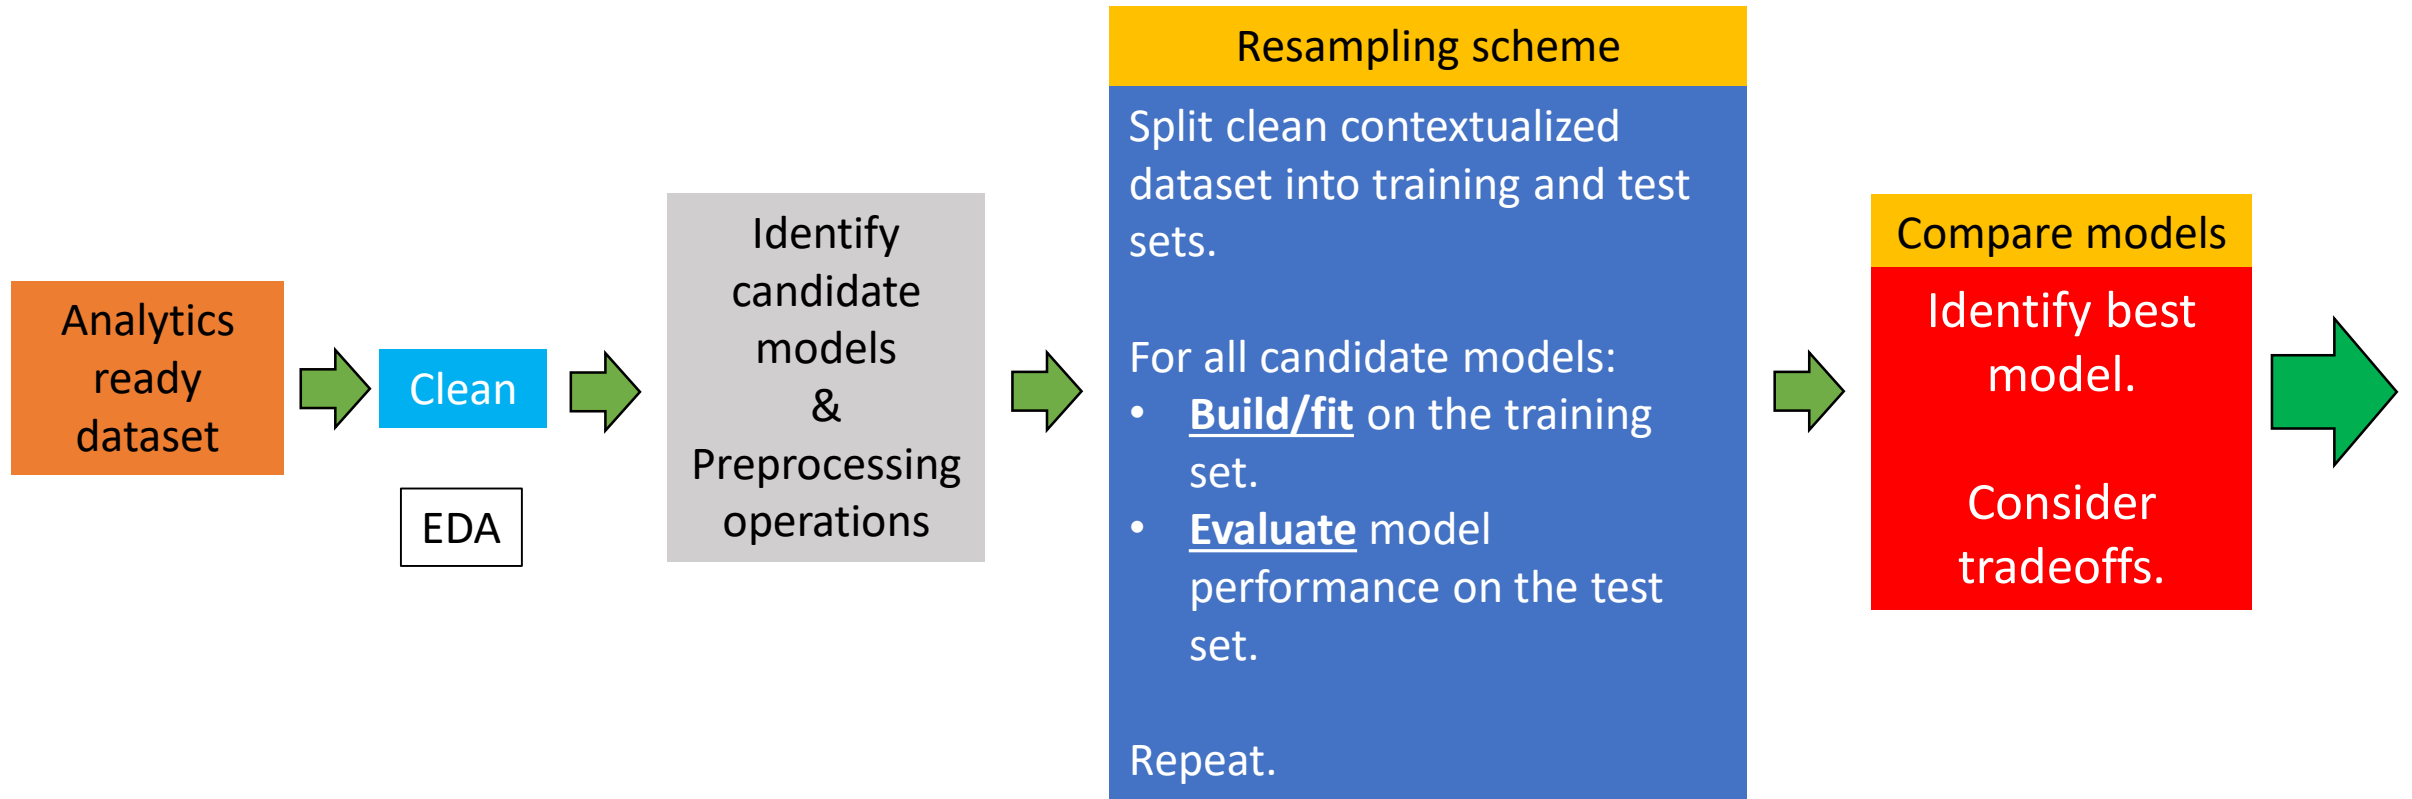 Analytics
ready
dataset
Clean
EDA
Identify
candidate
models
&
Preprocessing
operations
Resampling scheme
Split clean contextualized
dataset into training and test
sets.
For all candidate models:
• Build/fit on the training
set.
• Evaluate model
performance on the test
set.
Repeat.
Compare models
Identify best
model.
Consider
tradeoffs.